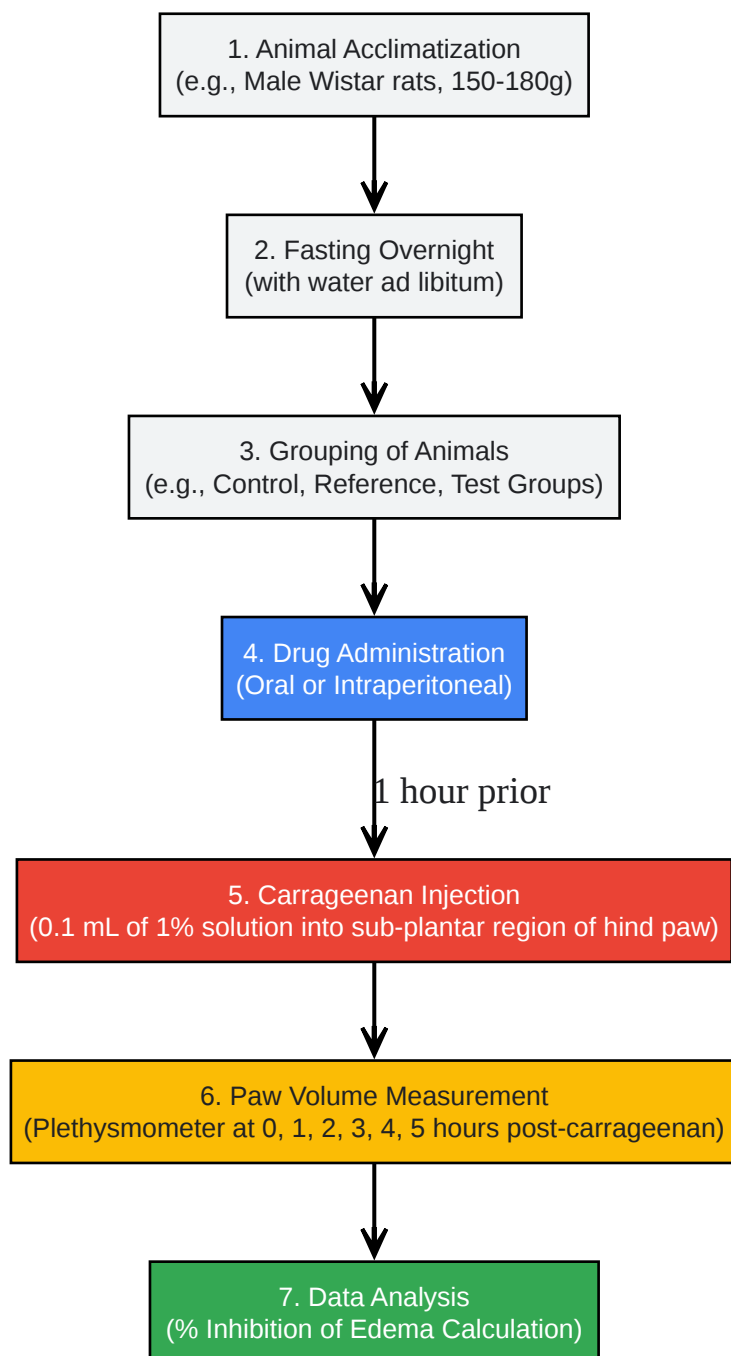 1. Animal Acclimatization
(e.g., Male Wistar rats, 150-180g)
2. Fasting Overnight
(with water ad libitum)
3. Grouping of Animals
(e.g., Control, Reference, Test Groups)
4. Drug Administration
(Oral or Intraperitoneal)
1 hour prior
5. Carrageenan Injection
(0.1 mL of 1% solution into sub-plantar region of hind paw)
6. Paw Volume Measurement
(Plethysmometer at 0, 1, 2, 3, 4, 5 hours post-carrageenan)
7. Data Analysis
(% Inhibition of Edema Calculation)